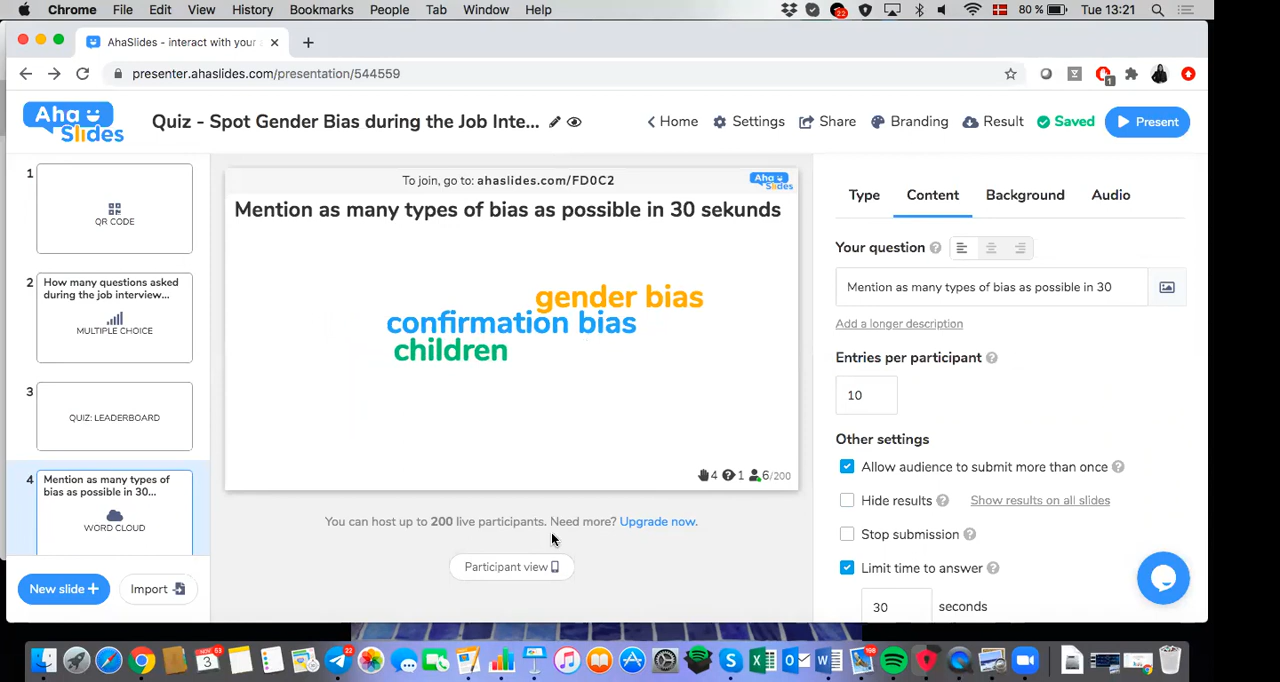 Chrome File Edit View History Bookmarks People Tab Window Help 22 80 % Tue 13:21
AhaSlides - interact with your
presenter.ahaslides.com/presentation/544559
1
Aha Slides
Quiz - Spot Gender Bias during the Job Inte...
Home Settings Share Branding Result Saved Present
1
QR CODE
2
How many questions asked
during the job interview...
MULTIPLE CHOICE
3
QUIZ: LEADERBOARD
4
Mention as many types of
bias as possible in 30...
WORD CLOUD
New slide + Import
To join, go to: ahaslides.com/FD0C2
Aha Slides
Mention as many types of bias as possible in 30 sekunds
gender bias
confirmation bias
children
4 1 6/200
You can host up to 200 live participants. Need more? Upgrade now.
Participant view
Type Content Background Audio
Your question
Mention as many types of bias as possible in 30
Add a longer description
Entries per participant
10
Other settings
Allow audience to submit more than once
Hide results Show results on all slides
Stop submission
Limit time to answer
30 seconds